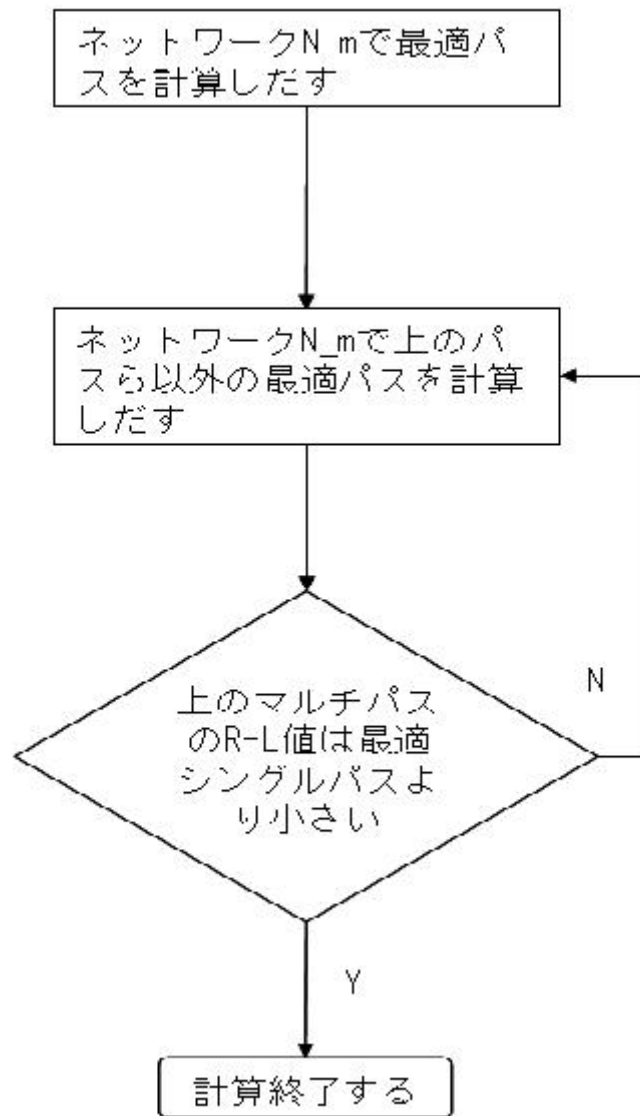 ネットワークN_mで最適パ
スを計算しだす
ネットワークN_mで上のパ
スら以外の最適パスを計算
しだす
N
上のマルチパス
のR-L値は最適
シングルパスよ
り小さい
Y
計算終了する